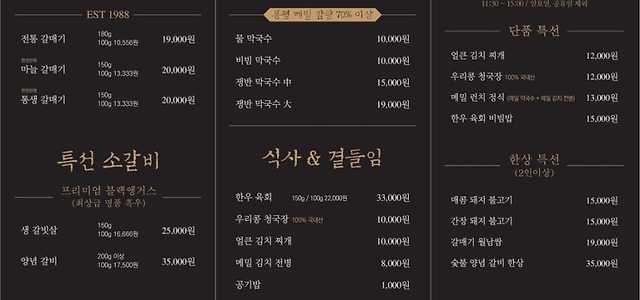 EST 1988
전통 갈매기 180g 100g 10,556원 19,000원
마늘 갈매기 150g 100g 13,333원 20,000원
통생 갈매기 150g 100g 13,333원 20,000원
특선 소갈비
프리미엄 블랙앵거스
(최상급 명품 흑우)
생 갈빗살 150g 100g 16,666원 25,000원
양념 갈비 200g 이상 100g 17,500원 35,000원
봉평 메밀 함량 70% 이상
물 막국수 10,000원
비빔 막국수 10,000원
쟁반 막국수 中 15,000원
쟁반 막국수 大 19,000원
식사 & 곁들임
한우 육회 150g / 100g 22,000원 33,000원
우리콩 청국장 100% 국내산 10,000원
얼큰 김치 찌개 10,000원
메밀 김치 전병 8,000원
공기밥 1,000원
11:30 ~ 15:00 / 일요일, 공휴일 제외
단품 특선
얼큰 김치 찌개 12,000원
우리콩 청국장 100% 국내산 12,000원
메밀 런치 정식 (메밀 막국수 + 메밀 김치 전병) 13,000원
한우 육회 비빔밥 15,000원
한상 특선
(2인이상)
매콤 돼지 불고기 15,000원
간장 돼지 불고기 15,000원
갈매기 월남쌈 19,000원
숯불 양념 갈비 한상 35,000원